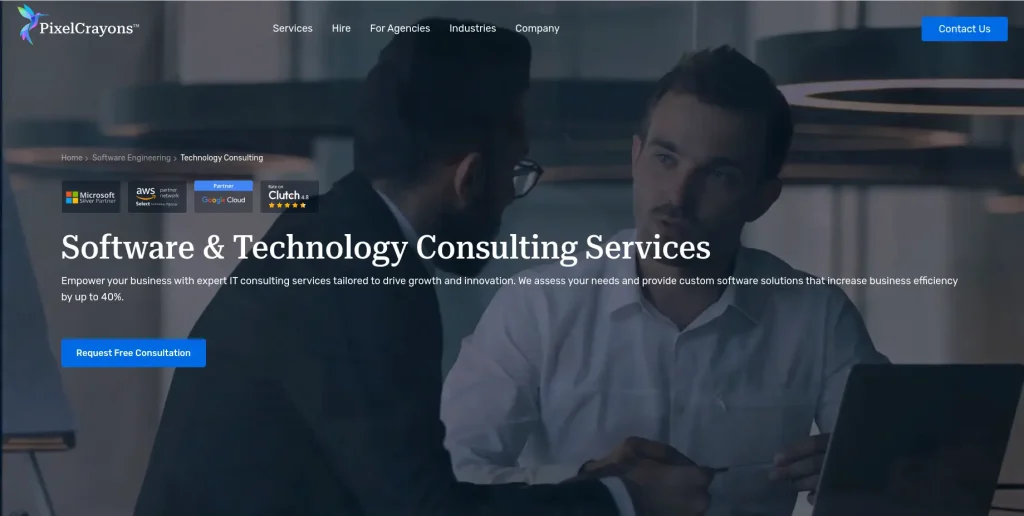 PixelCrayons™
Services Hire For Agencies Industries Company
Contact Us
Home > Software Engineering > Technology Consulting
Microsoft
Silver Partner
aws partner network
Select
Partner
Google Cloud
Clutch 4.8
Software & Technology Consulting Services
Empower your business with expert IT consulting services tailored to drive growth and innovation. We assess your needs and provide custom software solutions that increase business efficiency
by up to 40%.
Request Free Consultation